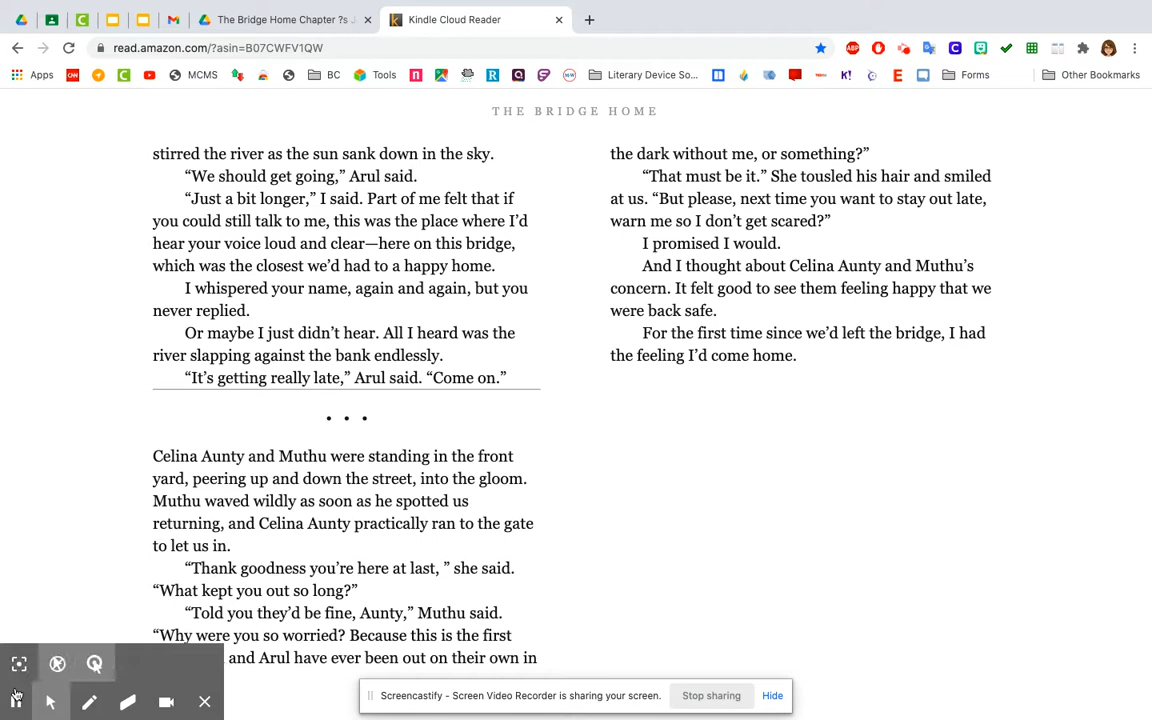 The Bridge Home Chapter ?s
Kindle Cloud Reader
read.amazon.com/?asin=B07CWFV1QW
Apps
MCMS
BC
Tools
Literary Device So...
Forms
Other Bookmarks
THE BRIDGE HOME
stirred the river as the sun sank down in the sky.
“We should get going,” Arul said.
“Just a bit longer,” I said. Part of me felt that if
you could still talk to me, this was the place where I’d
hear your voice loud and clear—here on this bridge,
which was the closest we’d had to a happy home.
I whispered your name, again and again, but you
never replied.
Or maybe I just didn’t hear. All I heard was the
river slapping against the bank endlessly.
“It’s getting really late,” Arul said. “Come on.”
• • •
Celina Aunty and Muthu were standing in the front
yard, peering up and down the street, into the gloom.
Muthu waved wildly as soon as he spotted us
returning, and Celina Aunty practically ran to the gate
to let us in.
“Thank goodness you’re here at last, ” she said.
“What kept you out so long?”
“Told you they’d be fine, Aunty,” Muthu said.
“Why were you so worried? Because this is the first
and Arul have ever been out on their own in
the dark without me, or something?”
“That must be it.” She tousled his hair and smiled
at us. “But please, next time you want to stay out late,
warn me so I don’t get scared?”
I promised I would.
And I thought about Celina Aunty and Muthu’s
concern. It felt good to see them feeling happy that we
were back safe.
For the first time since we’d left the bridge, I had
the feeling I’d come home.
Screencastify - Screen Video Recorder is sharing your screen.
Stop sharing
Hide